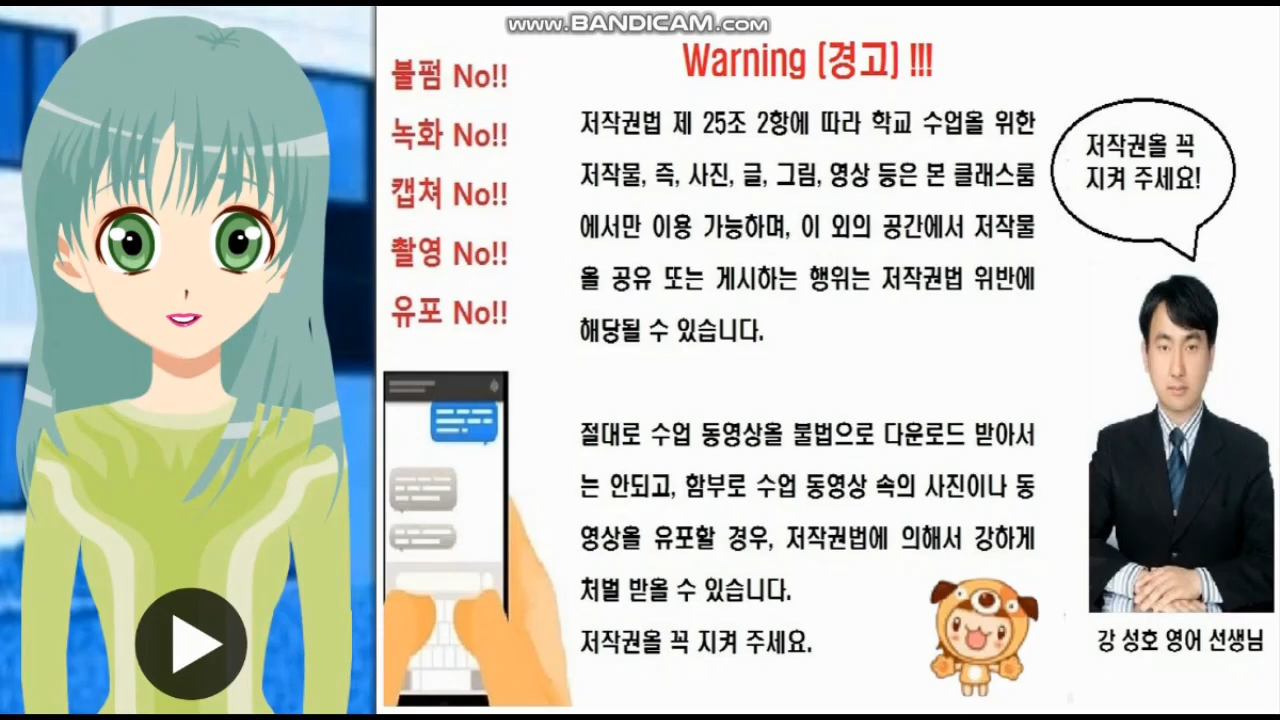 www.BANDICAM.com
Warning (경고) !!!
불펌 No!!
녹화 No!!
캡쳐 No!!
촬영 No!!
유포 No!!
저작권법 제 25조 2항에 따라 학교 수업올 위한
저작물, 즉, 사진, 글, 그림, 영상 등은 본 클래스룸
에서만 이용 가능하며, 이 외의 공간에서 저작물
올 공유 또는 게시하는 행위는 저작권법 위반에
해당될 수 있습니다.
절대로 수업 동영상올 불법으로 다운로드 받아서
는 안되고, 함부로 수업 동영상 속의 사진이나 동
영상올 유포할 경우, 저작권법에 의해서 강하게
처벌 받올 수 있습니다.
저작권올 꼭 지켜 주세요.
저작권올 꼭
지켜 주세요!
강 성호 영어 선생님